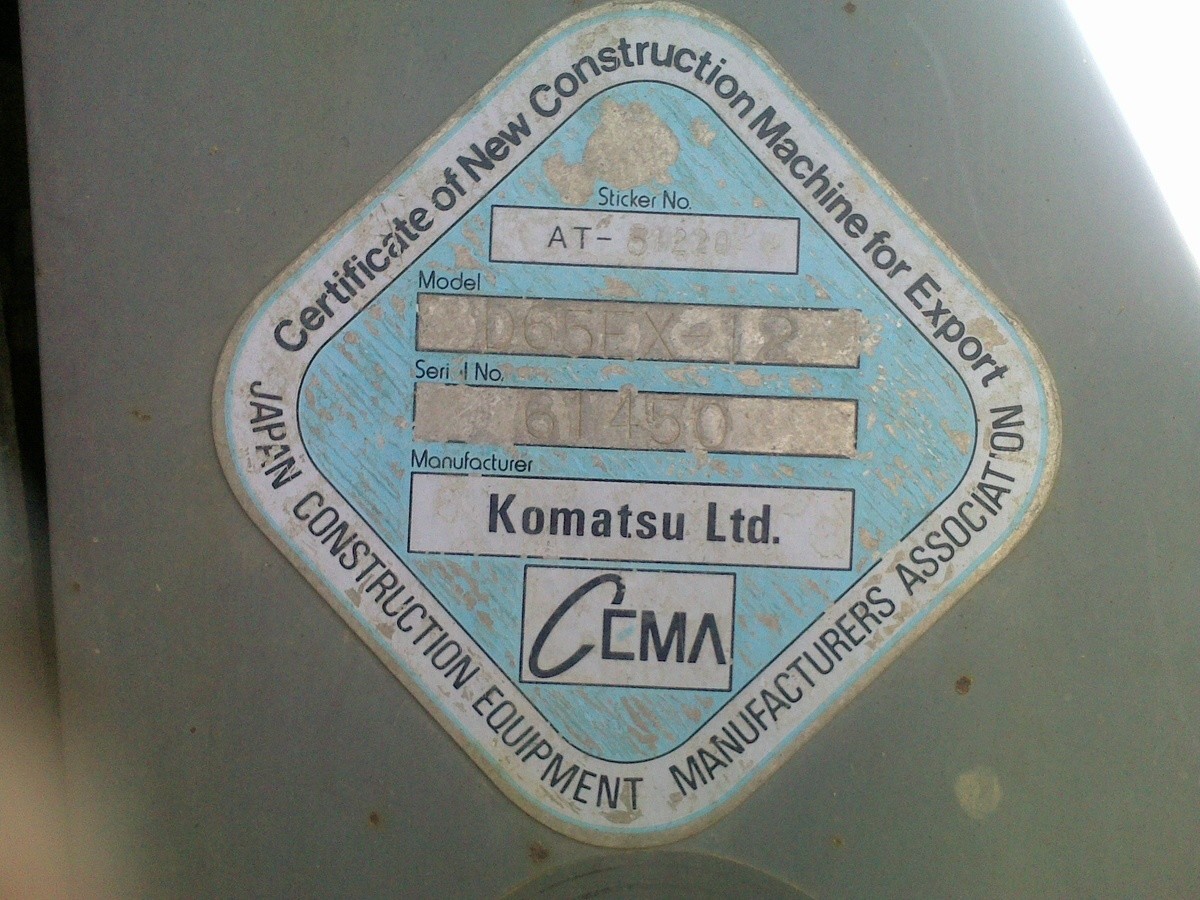 Certificate of New Construction Machine for Export
Sticker No.
AT-
Model
D65EX-12
Serial No.
61450
Manufacturer
Komatsu Ltd.
CEMA
JAPAN CONSTRUCTION EQUIPMENT MANUFACTURERS ASSOCIATION